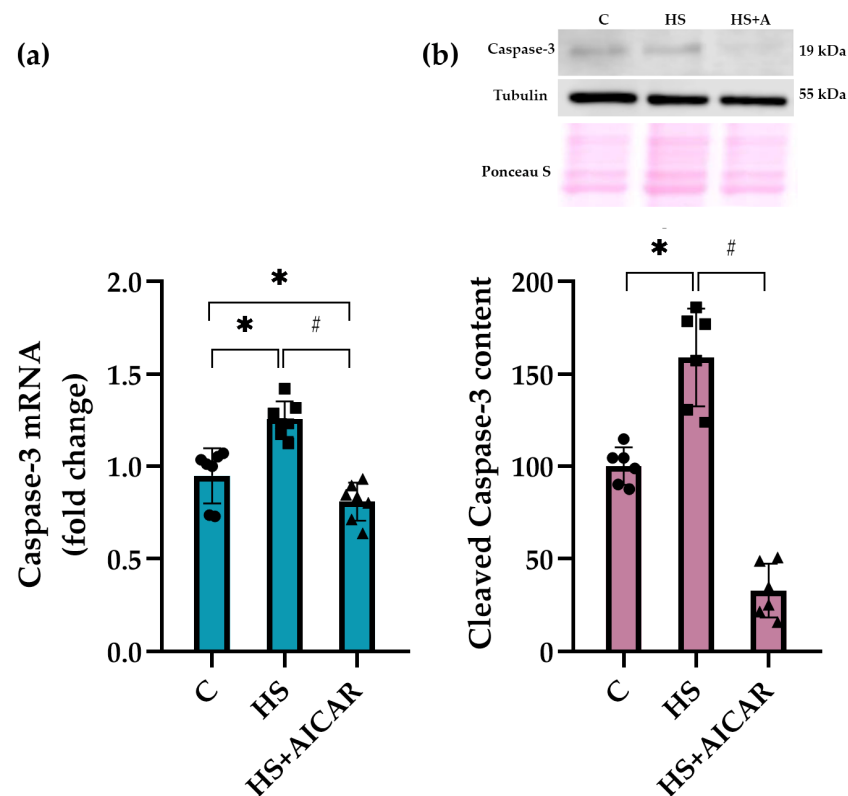 (a)
(b)
C HS HS+A
Caspase-3 19 kDa
Tubulin 55 kDa
Ponceau S
Caspase-3 mRNA
(fold change)
2.0
1.5
1.0
0.5
0.0
✱
✱ #
C
HS
HS+AICAR
Cleaved Caspase-3 content
200
150
100
50
0
✱ #
C
HS
HS+AICAR